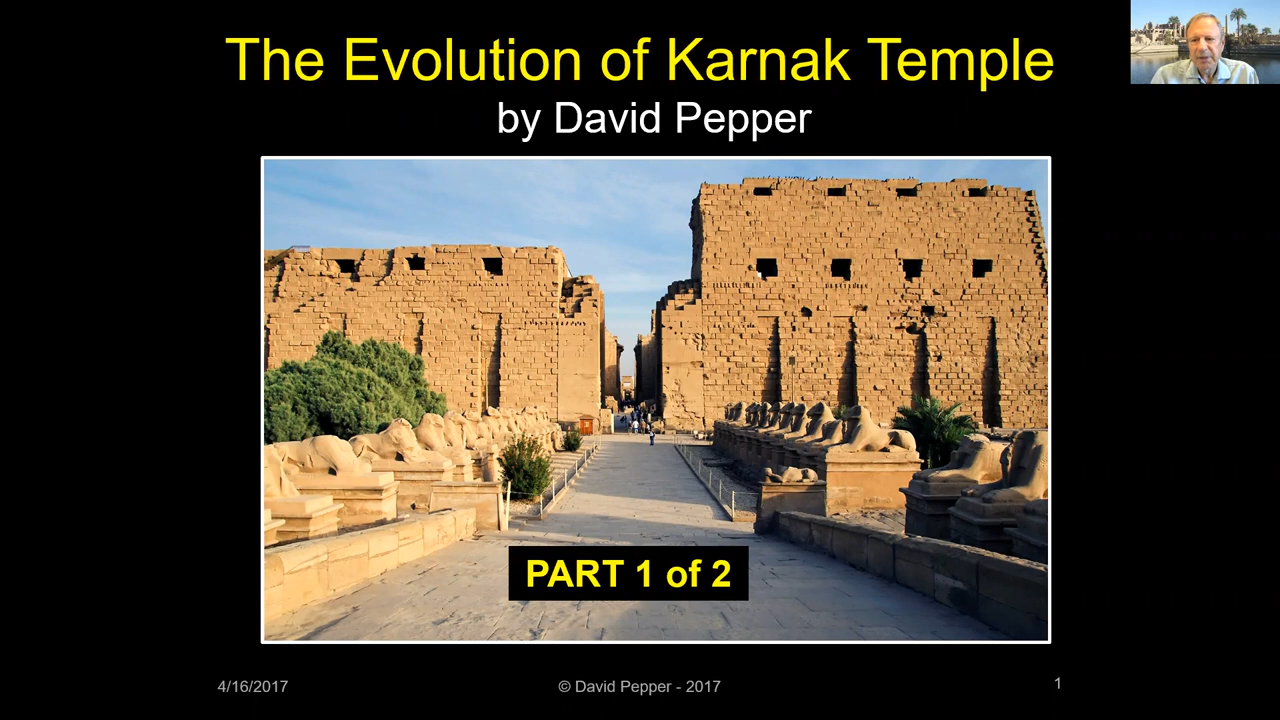 The Evolution of Karnak Temple
by David Pepper
PART 1 of 2
4/16/2017
© David Pepper - 2017
1